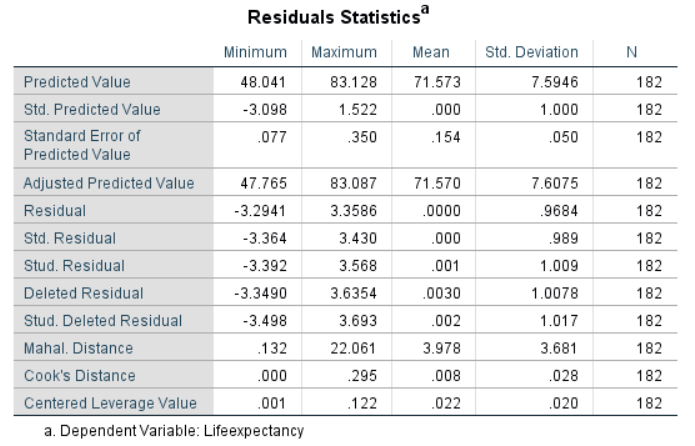 Residuals Statisticsa
Minimum Maximum Mean Std. Deviation N
Predicted Value 48.041 83.128 71.573 7.5946 182
Std. Predicted Value -3.098 1.522 .000 1.000 182
Standard Error of
Predicted Value .077 .350 .154 .050 182
Adjusted Predicted Value 47.765 83.087 71.570 7.6075 182
Residual -3.2941 3.3586 .0000 .9684 182
Std. Residual -3.364 3.430 .000 .989 182
Stud. Residual -3.392 3.568 .001 1.009 182
Deleted Residual -3.3490 3.6354 .0030 1.0078 182
Stud. Deleted Residual -3.498 3.693 .002 1.017 182
Mahal. Distance .132 22.061 3.978 3.681 182
Cook's Distance .000 .295 .008 .028 182
Centered Leverage Value .001 .122 .022 .020 182
a. Dependent Variable: Lifeexpectancy